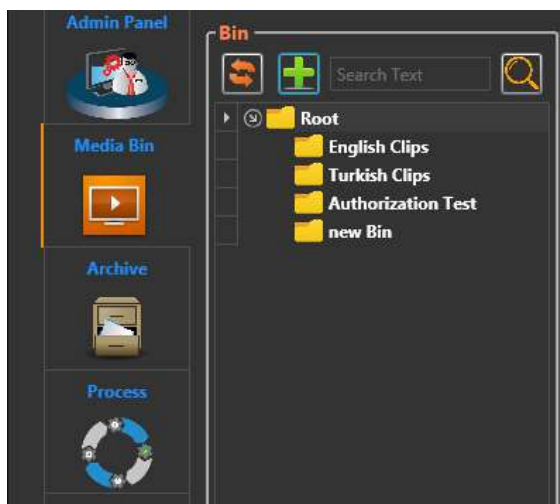 Admin Panel
Media Bin
Archive
Process
Bin
Search Text
Root
English Clips
Turkish Clips
Authorization Test
new Bin